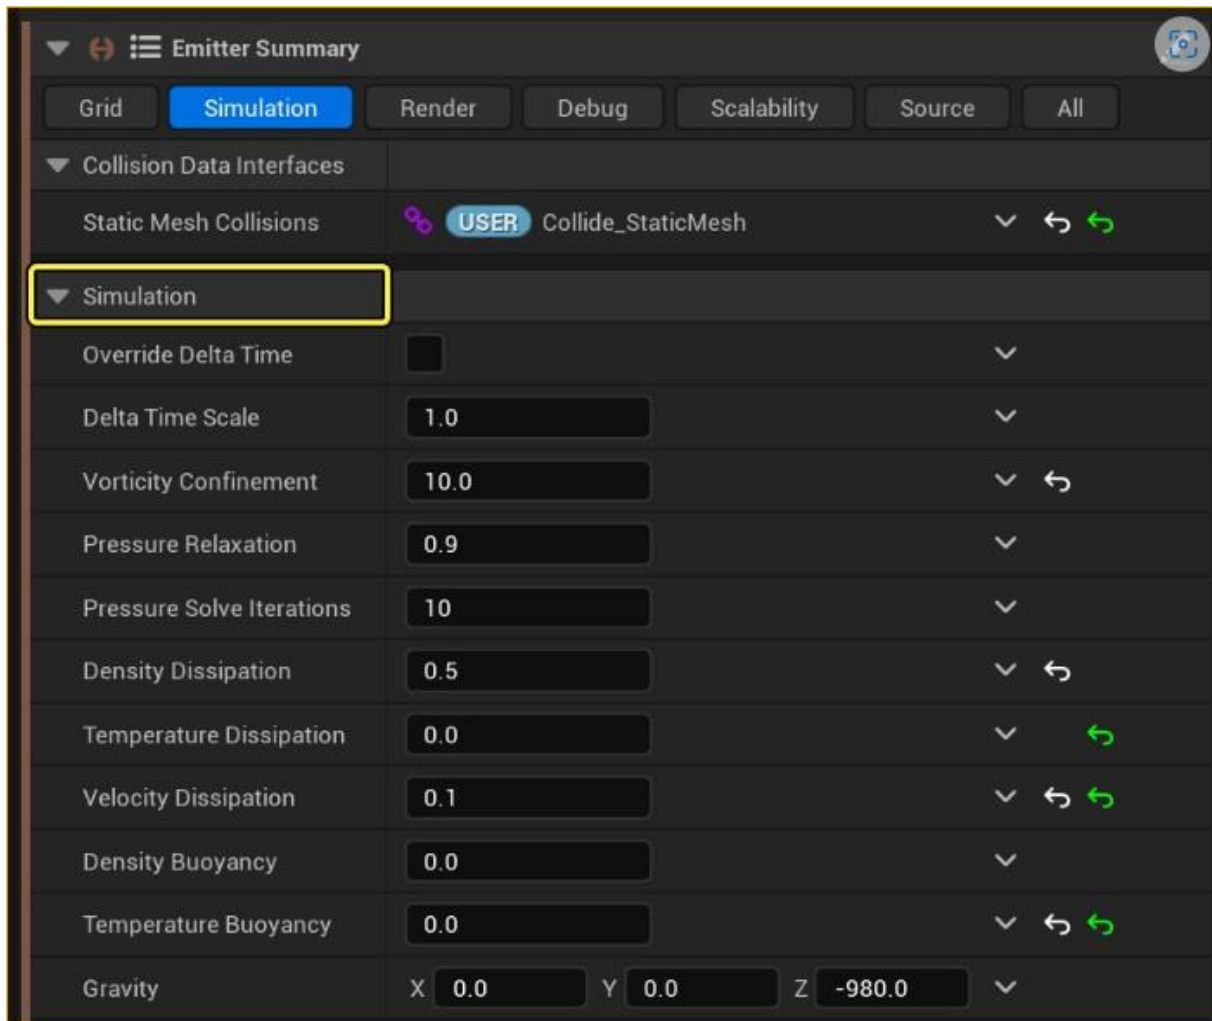 Emitter Summary
Grid Simulation Render Debug Scalability Source All
Collision Data Interfaces
Static Mesh Collisions USER Collide_StaticMesh
Simulation
Override Delta Time
Delta Time Scale 1.0
Vorticity Confinement 10.0
Pressure Relaxation 0.9
Pressure Solve Iterations 10
Density Dissipation 0.5
Temperature Dissipation 0.0
Velocity Dissipation 0.1
Density Buoyancy 0.0
Temperature Buoyancy 0.0
Gravity X 0.0 Y 0.0 Z -980.0